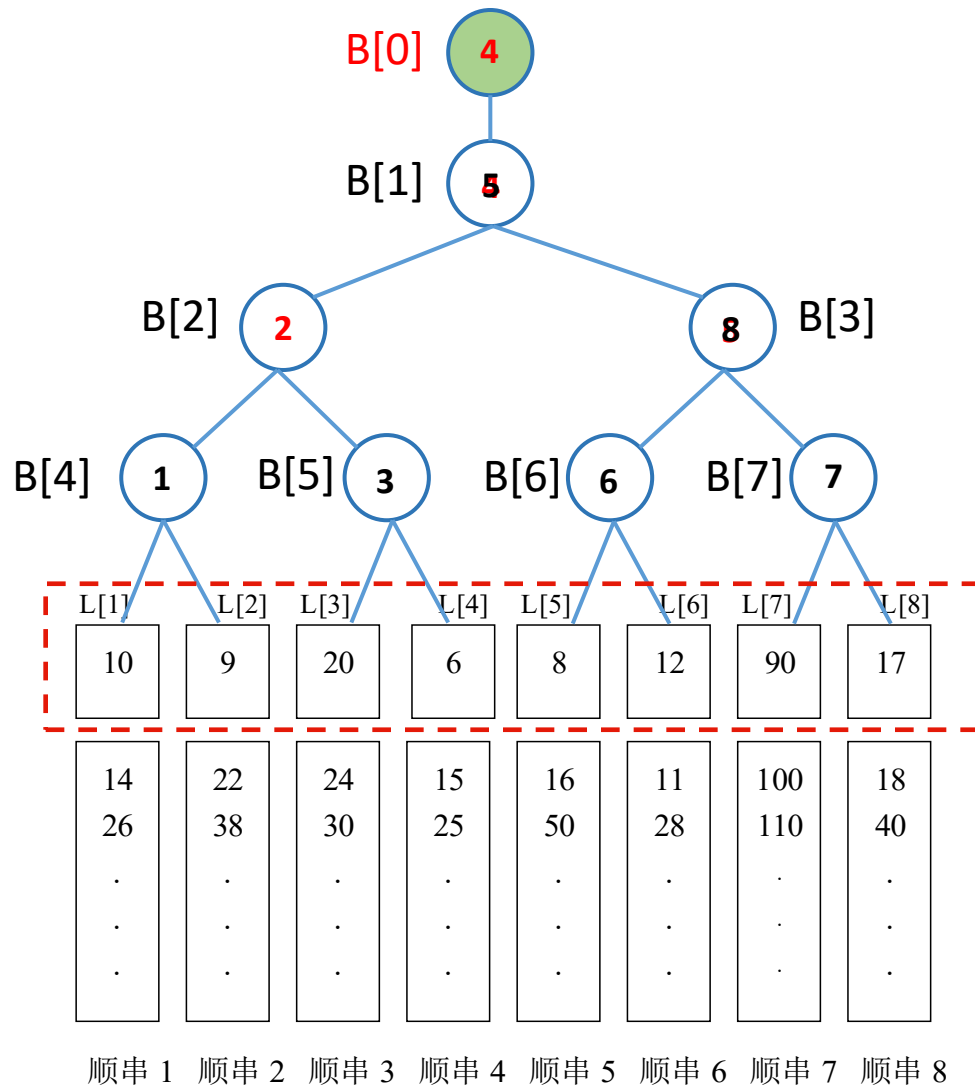 B[0] 4
B[1] 5
B[2] 2 8 B[3]
B[4] 1 B[5] 3 B[6] 6 B[7] 7
L[1] L[2] L[3] L[4] L[5] L[6] L[7] L[8]
10 9 20 6 8 12 90 17
14 22 24 15 16 11 100 18
26 38 30 25 50 28 110 40
. . . . . . . .
. . . . . . . .
. . . . . . . .
顺串 1 顺串 2 顺串 3 顺串 4 顺串 5 顺串 6 顺串 7 顺串 8